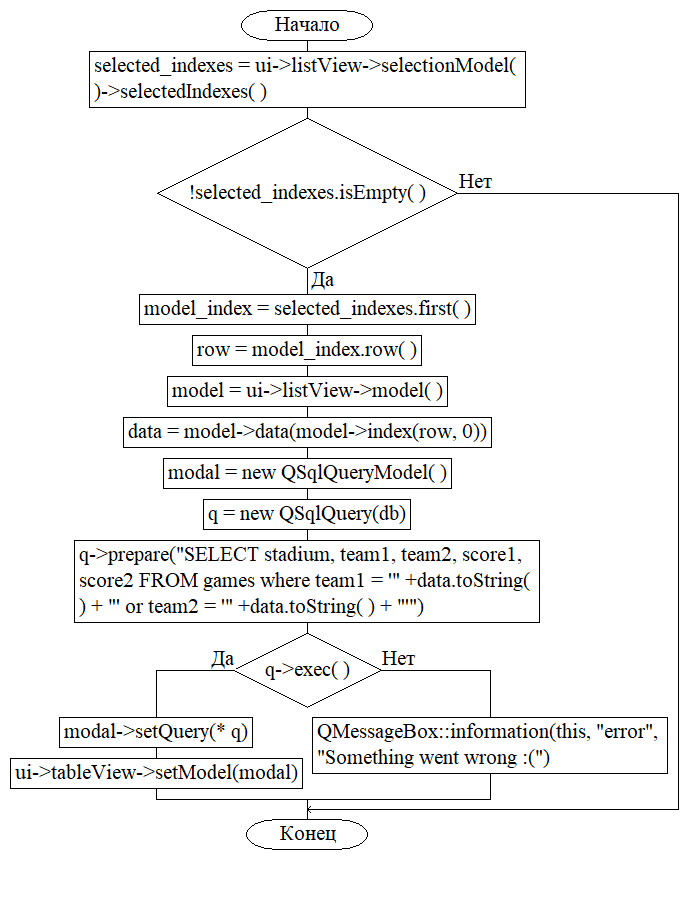 Начало
selected_indexes = ui->listView->selectionModel(
)->selectedIndexes( )
!selected_indexes.isEmpty( )
Нет
Да
model_index = selected_indexes.first( )
row = model_index.row( )
model = ui->listView->model( )
data = model->data(model->index(row, 0))
modal = new QSqlQueryModel( )
q = new QSqlQuery(db)
q->prepare("SELECT stadium, team1, team2, score1,
score2 FROM games where team1 = '" +data.toString(
) + "' or team2 = '" +data.toString( ) + "'")
Да
q->exec( )
Нет
modal->setQuery(* q)
ui->tableView->setModel(modal)
QMessageBox::information(this, "error",
"Something went wrong :(")
Конец